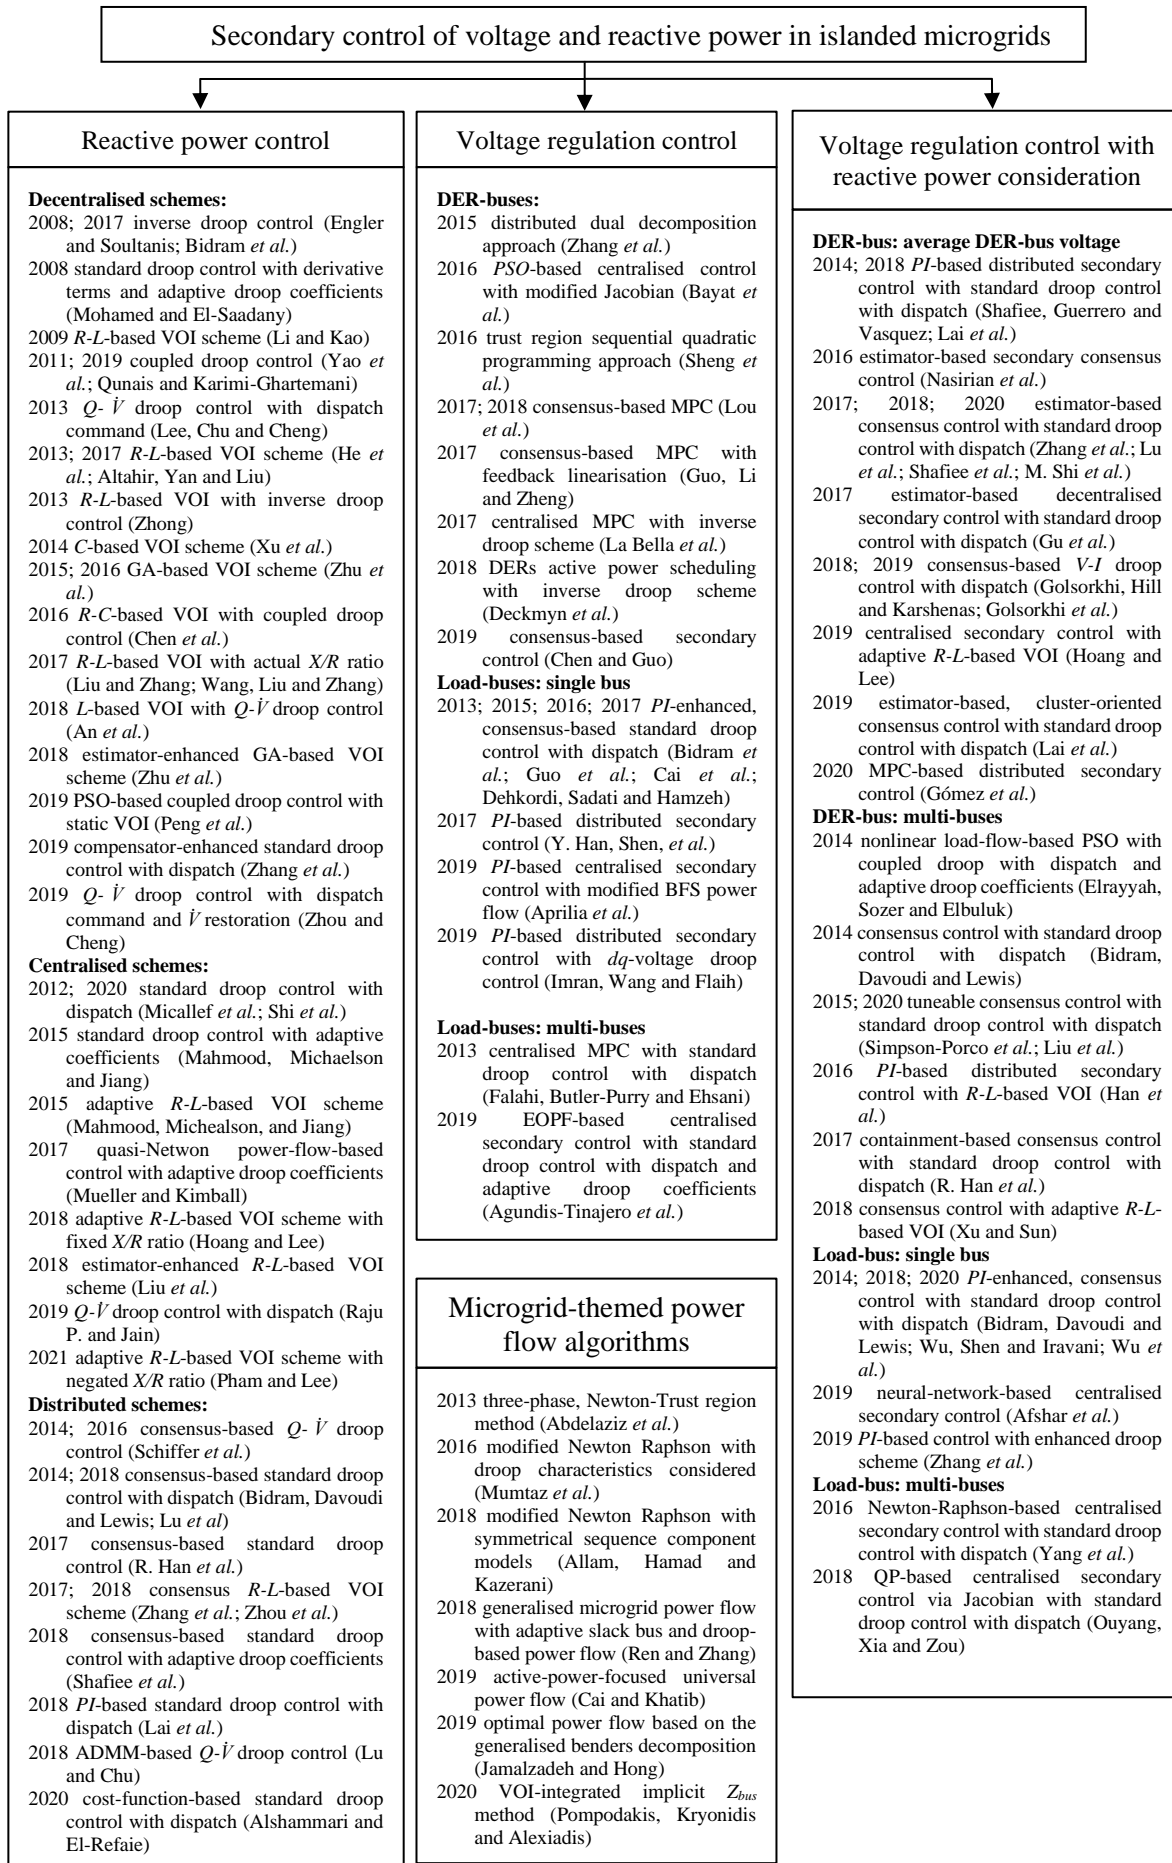 Secondary control of voltage and reactive power in islanded microgrids
Reactive power control
Decentralised schemes:
2008; 2017 inverse droop control (Engler
and Soultanis; Bidram et al.)
2008 standard droop control with derivative
terms and adaptive droop coefficients
(Mohamed and El-Saadany)
2009 R-L-based VOI scheme (Li and Kao)
2011; 2019 coupled droop control (Yao et
al.; Qunais and Karimi-Ghartemani)
2013 Q- V̇ droop control with dispatch
command (Lee, Chu and Cheng)
2013; 2017 R-L-based VOI scheme (He et
al.; Altahir, Yan and Liu)
2013 R-L-based VOI with inverse droop
control (Zhong)
2014 C-based VOI scheme (Xu et al.)
2015; 2016 GA-based VOI scheme (Zhu et
al.)
2016 R-C-based VOI with coupled droop
control (Chen et al.)
2017 R-L-based VOI with actual X/R ratio
(Liu and Zhang; Wang, Liu and Zhang)
2018 L-based VOI with Q-V̇ droop control
(An et al.)
2018 estimator-enhanced GA-based VOI
scheme (Zhu et al.)
2019 PSO-based coupled droop control with
static VOI (Peng et al.)
2019 compensator-enhanced standard droop
control with dispatch (Zhang et al.)
2019 Q- V̇ droop control with dispatch
command and V̇ restoration (Zhou and
Cheng)
Centralised schemes:
2012; 2020 standard droop control with
dispatch (Micallef et al.; Shi et al.)
2015 standard droop control with adaptive
coefficients (Mahmood, Michaelson
and Jiang)
2015 adaptive R-L-based VOI scheme
(Mahmood, Michealson, and Jiang)
2017 quasi-Netwon power-flow-based
control with adaptive droop coefficients
(Mueller and Kimball)
2018 adaptive R-L-based VOI scheme with
fixed X/R ratio (Hoang and Lee)
2018 estimator-enhanced R-L-based VOI
scheme (Liu et al.)
2019 Q-V̇ droop control with dispatch (Raju
P. and Jain)
2021 adaptive R-L-based VOI scheme with
negated X/R ratio (Pham and Lee)
Distributed schemes:
2014; 2016 consensus-based Q- V̇ droop
control (Schiffer et al.)
2014; 2018 consensus-based standard droop
control with dispatch (Bidram, Davoudi
and Lewis; Lu et al)
2017 consensus-based standard droop
control (R. Han et al.)
2017; 2018 consensus R-L-based VOI
scheme (Zhang et al.; Zhou et al.)
2018 consensus-based standard droop
control with adaptive droop coefficients
(Shafiee et al.)
2018 PI-based standard droop control with
dispatch (Lai et al.)
2018 ADMM-based Q-V̇ droop control (Lu
and Chu)
2020 cost-function-based standard droop
control with dispatch (Alshammari and
El-Refaie)
Voltage regulation control
DER-buses:
2015 distributed dual decomposition
approach (Zhang et al.)
2016 PSO-based centralised control
with modified Jacobian (Bayat et
al.)
2016 trust region sequential quadratic
programming approach (Sheng et
al.)
2017; 2018 consensus-based MPC (Lou
et al.)
2017 consensus-based MPC with
feedback linearisation (Guo, Li
and Zheng)
2017 centralised MPC with inverse
droop scheme (La Bella et al.)
2018 DERs active power scheduling
with inverse droop scheme
(Deckmyn et al.)
2019 consensus-based secondary
control (Chen and Guo)
Load-buses: single bus
2013; 2015; 2016; 2017 PI-enhanced,
consensus-based standard droop
control with dispatch (Bidram et
al.; Guo et al.; Cai et al.;
Dehkordi, Sadati and Hamzeh)
2017 PI-based distributed secondary
control (Y. Han, Shen, et al.)
2019 PI-based centralised secondary
control with modified BFS power
flow (Aprilia et al.)
2019 PI-based distributed secondary
control with dq-voltage droop
control (Imran, Wang and Flaih)
Load-buses: multi-buses
2013 centralised MPC with standard
droop control with dispatch
(Falahi, Butler-Purry and Ehsani)
2019 EOPF-based centralised
secondary control with standard
droop control with dispatch and
adaptive droop coefficients
(Agundis-Tinajero et al.)
Microgrid-themed power
flow algorithms
2013 three-phase, Newton-Trust region
method (Abdelaziz et al.)
2016 modified Newton Raphson with
droop characteristics considered
(Mumtaz et al.)
2018 modified Newton Raphson with
symmetrical sequence component
models (Allam, Hamad and
Kazerani)
2018 generalised microgrid power flow
with adaptive slack bus and droop-
based power flow (Ren and Zhang)
2019 active-power-focused universal
power flow (Cai and Khatib)
2019 optimal power flow based on the
generalised benders decomposition
(Jamalzadeh and Hong)
2020 VOI-integrated implicit Zbus
method (Pompodakis, Kryonidis
and Alexiadis)
Voltage regulation control with
reactive power consideration
DER-bus: average DER-bus voltage
2014; 2018 PI-based distributed secondary
control with standard droop control
with dispatch (Shafiee, Guerrero and
Vasquez; Lai et al.)
2016 estimator-based secondary consensus
control (Nasirian et al.)
2017; 2018; 2020 estimator-based
consensus control with standard droop
control with dispatch (Zhang et al.; Lu
et al.; Shafiee et al.; M. Shi et al.)
2017 estimator-based decentralised
secondary control with standard droop
control with dispatch (Gu et al.)
2018; 2019 consensus-based V-I droop
control with dispatch (Golsorkhi, Hill
and Karshenas; Golsorkhi et al.)
2019 centralised secondary control with
adaptive R-L-based VOI (Hoang and
Lee)
2019 estimator-based, cluster-oriented
consensus control with standard droop
control with dispatch (Lai et al.)
2020 MPC-based distributed secondary
control (Gómez et al.)
DER-bus: multi-buses
2014 nonlinear load-flow-based PSO with
coupled droop with dispatch and
adaptive droop coefficients (Elrayyah,
Sozer and Elbuluk)
2014 consensus control with standard droop
control with dispatch (Bidram,
Davoudi and Lewis)
2015; 2020 tuneable consensus control with
standard droop control with dispatch
(Simpson-Porco et al.; Liu et al.)
2016 PI-based distributed secondary
control with R-L-based VOI (Han et
al.)
2017 containment-based consensus control
with standard droop control with
dispatch (R. Han et al.)
2018 consensus control with adaptive R-L-
based VOI (Xu and Sun)
Load-bus: single bus
2014; 2018; 2020 PI-enhanced, consensus
control with standard droop control
with dispatch (Bidram, Davoudi and
Lewis; Wu, Shen and Iravani; Wu et
al.)
2019 neural-network-based centralised
secondary control (Afshar et al.)
2019 PI-based control with enhanced droop
scheme (Zhang et al.)
Load-bus: multi-buses
2016 Newton-Raphson-based centralised
secondary control with standard droop
control with dispatch (Yang et al.)
2018 QP-based centralised secondary
control via Jacobian with standard
droop control with dispatch (Ouyang,
Xia and Zou)